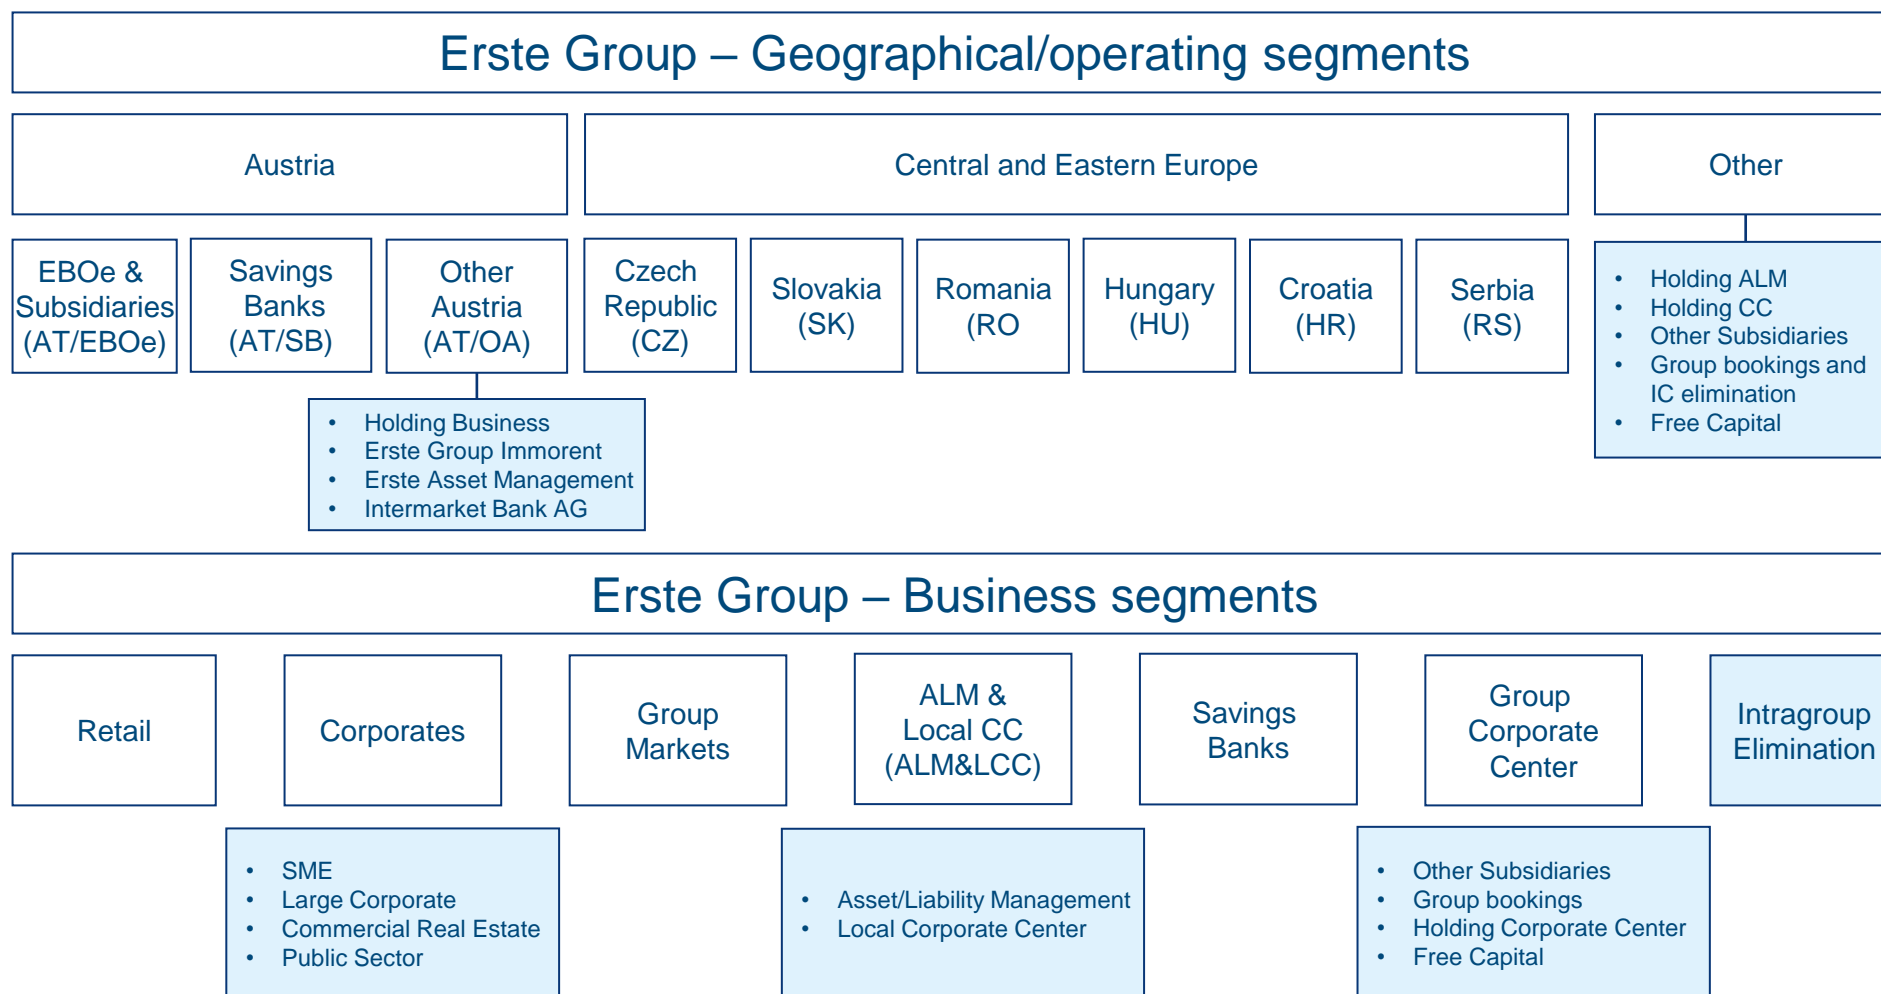 Erste Group – Geographical/operating segments
Austria
Central and Eastern Europe
Other
EBOe &
Subsidiaries
(AT/EBOe)
Savings
Banks
(AT/SB)
Other
Austria
(AT/OA)
Czech
Republic
(CZ)
Slovakia
(SK)
Romania
(RO
Hungary
(HU)
Croatia
(HR)
Serbia
(RS)
• Holding ALM
• Holding CC
• Other Subsidiaries
• Group bookings and
IC elimination
• Free Capital
• Holding Business
• Erste Group Immorent
• Erste Asset Management
• Intermarket Bank AG
Erste Group – Business segments
Retail
Corporates
Group
Markets
ALM &
Local CC
(ALM&LCC)
Savings
Banks
Group
Corporate
Center
Intragroup
Elimination
• SME
• Large Corporate
• Commercial Real Estate
• Public Sector
• Asset/Liability Management
• Local Corporate Center
• Other Subsidiaries
• Group bookings
• Holding Corporate Center
• Free Capital